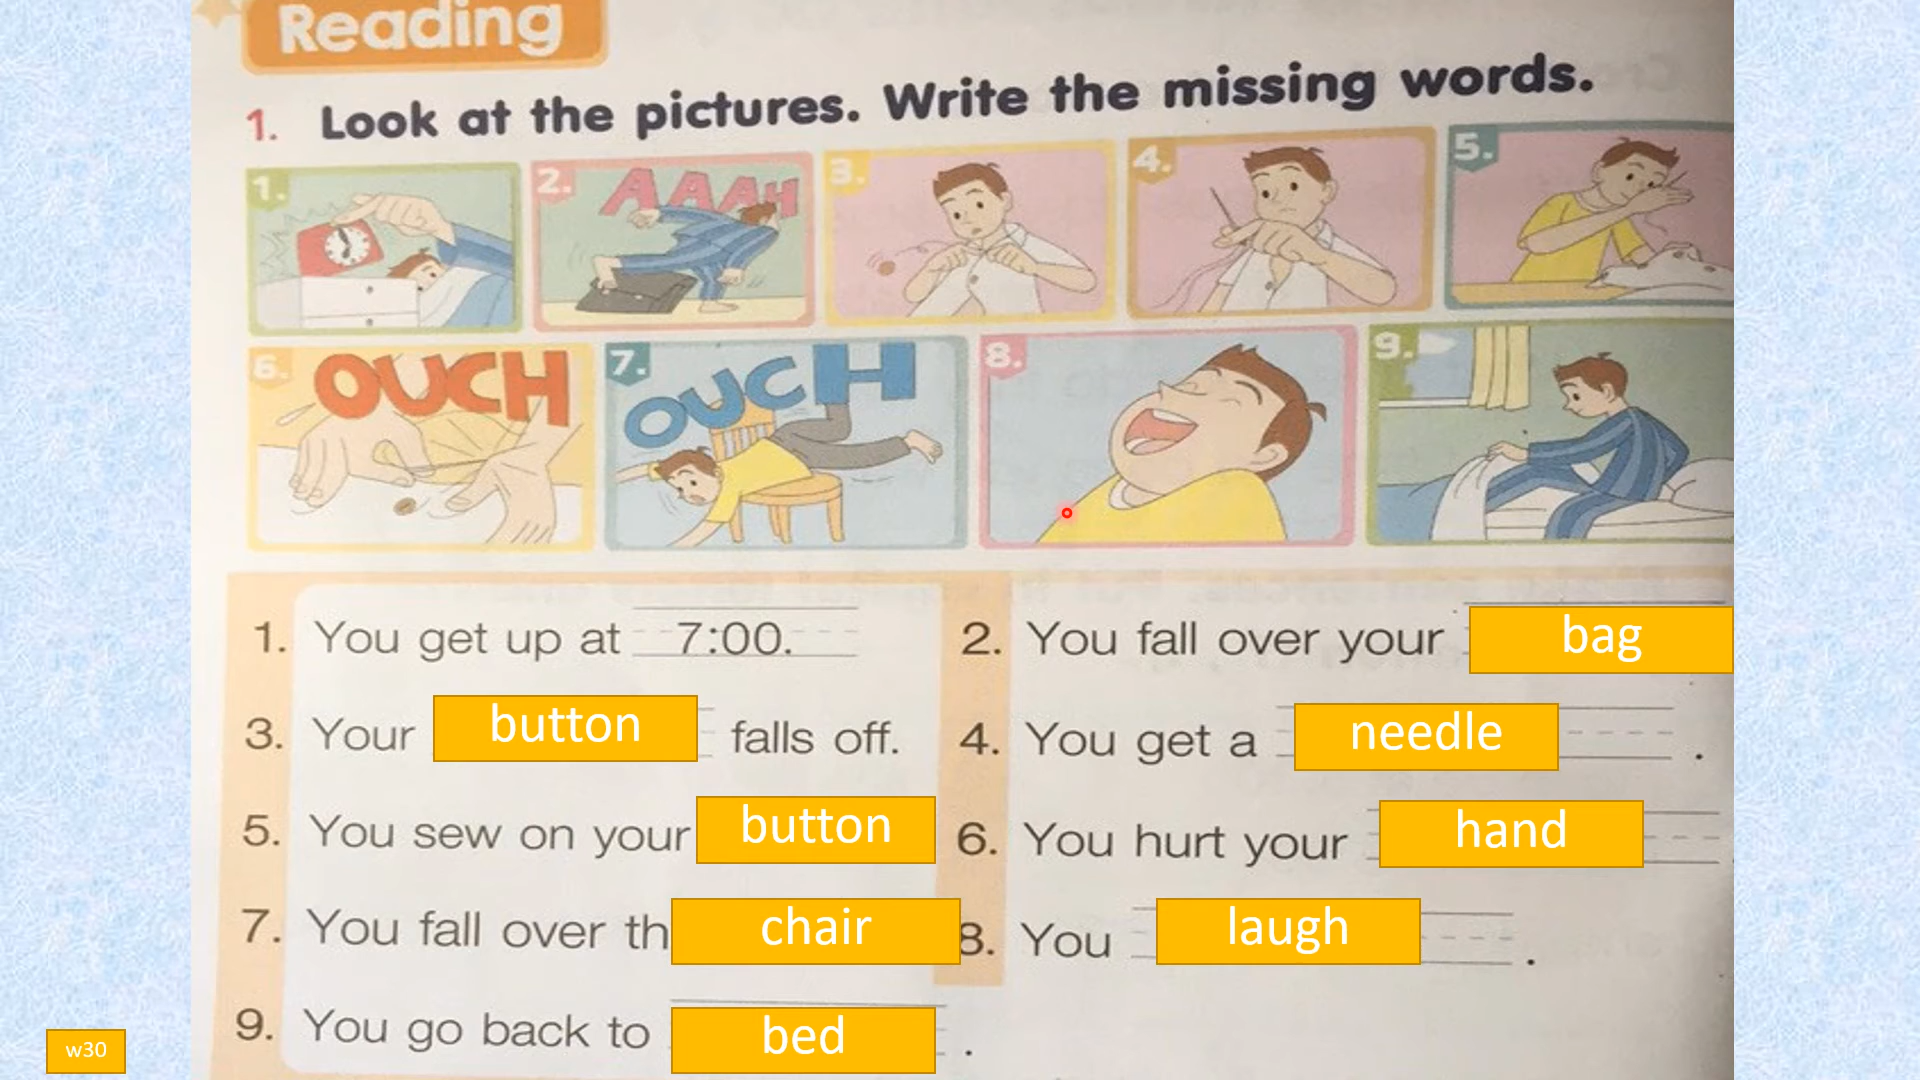 Reading
1. Look at the pictures. Write the missing words.
1. 2. AAAH 3. 4. 5.
6. OUCH 7. OUCH 8. 9.
1. You get up at 7:00. 2. You fall over your bag
3. Your button falls off. 4. You get a needle .
5. You sew on your button 6. You hurt your hand
7. You fall over th chair 8. You laugh .
9. You go back to bed .
w30